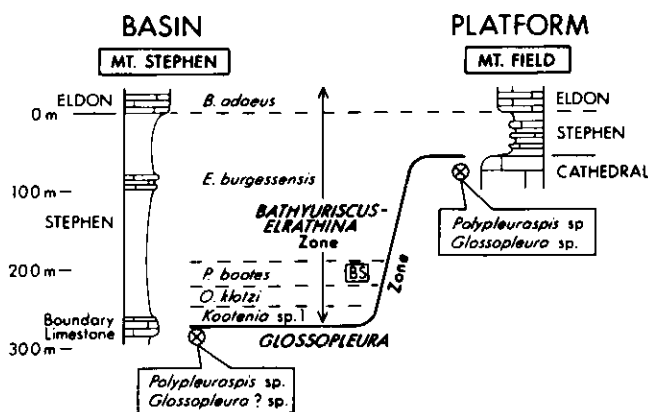 BASIN
PLATFORM
MT. STEPHEN
MT. FIELD
ELDON
B. adaeus
ELDON
0 m
STEPHEN
CATHEDRAL
100 m
E. burgessensis
BATHYURISCUS-
ELRATHINA
Zone
Polypleuraspis sp
Glossopleura sp.
STEPHEN
200 m
P. bootes
BS
Zone
O. klotzi
Kootenia sp. 1
Boundary
Limestone
GLOSSOPLEURA
300 m
Polypleuraspis sp.
Glossopleura ? sp.